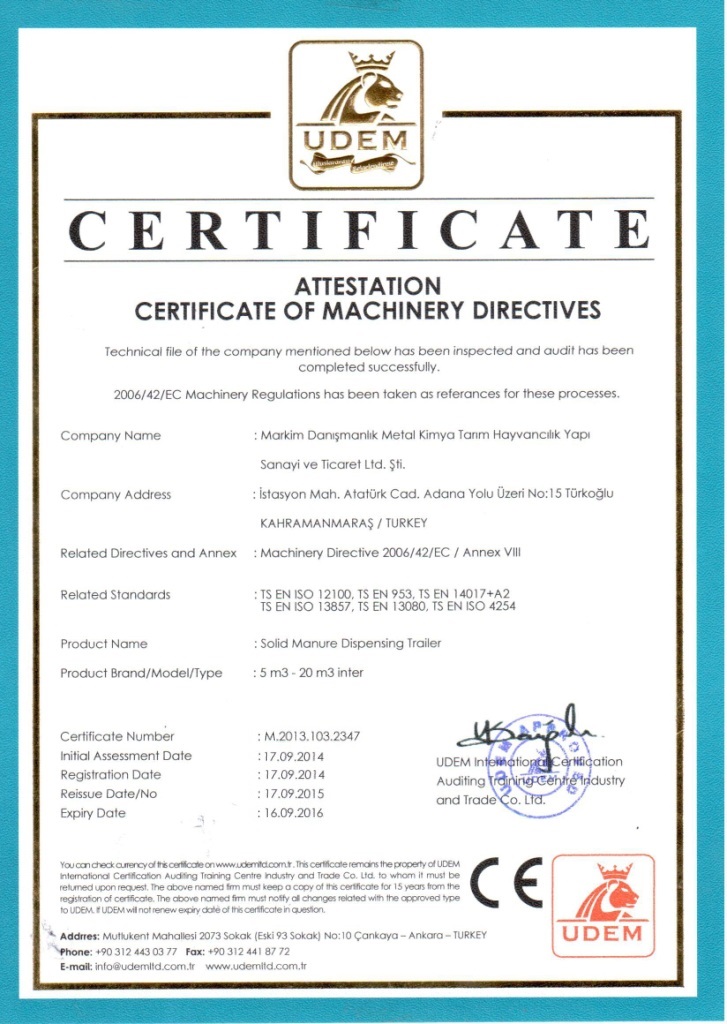 UDEM
CERTIFICATE
ATTESTATION
CERTIFICATE OF MACHINERY DIRECTIVES
Technical file of the company mentioned below has been inspected and audit has been
completed successfully.
2006/42/EC Machinery Regulations has been taken as referances for these processes.
Company Name : Markim Danışmanlık Metal Kimya Tarım Hayvancılık Yapı
Sanayi ve Ticaret Ltd. Şti.
Company Address : İstasyon Mah. Atatürk Cad. Adana Yolu Üzeri No:15 Türkoğlu
KAHRAMANMARAŞ / TURKEY
Related Directives and Annex : Machinery Directive 2006/42/EC / Annex VIII
Related Standards : TS EN ISO 12100, TS EN 953, TS EN 14017+A2
TS EN ISO 13857, TS EN 13080, TS EN ISO 4254
Product Name : Solid Manure Dispensing Trailer
Product Brand/Model/Type : 5 m3 - 20 m3 inter
Certificate Number : M.2013.103.2347
Initial Assessment Date : 17.09.2014
Registration Date : 17.09.2014
Reissue Date/No : 17.09.2015
Expiry Date : 16.09.2016
UDEM APPROVED
UDEM
UDEM International Certification
Auditing Training Centre Industry
and Trade Co. Ltd.
You can check currency of this certificate on www.udemltd.com.tr. This certificate remains the property of UDEM
International Certification Auditing Training Centre Industry and Trade Co. Ltd. to whom it must be
returned upon request. The above named firm must keep a copy of this certificate for 15 years from the
registration of certificate. The above named firm must notify all changes related with the approved type
to UDEM. If UDEM will not renew expiry date of this certificate in question.
CE
UDEM
Addrres: Mutlukent Mahallesi 2073 Sokak (Eski 93 Sokak) No:10 Çankaya – Ankara – TURKEY
Phone: +90 312 443 03 77 Fax: +90 312 441 87 72
E-mail: info@udemltd.com.tr www.udemltd.com.tr